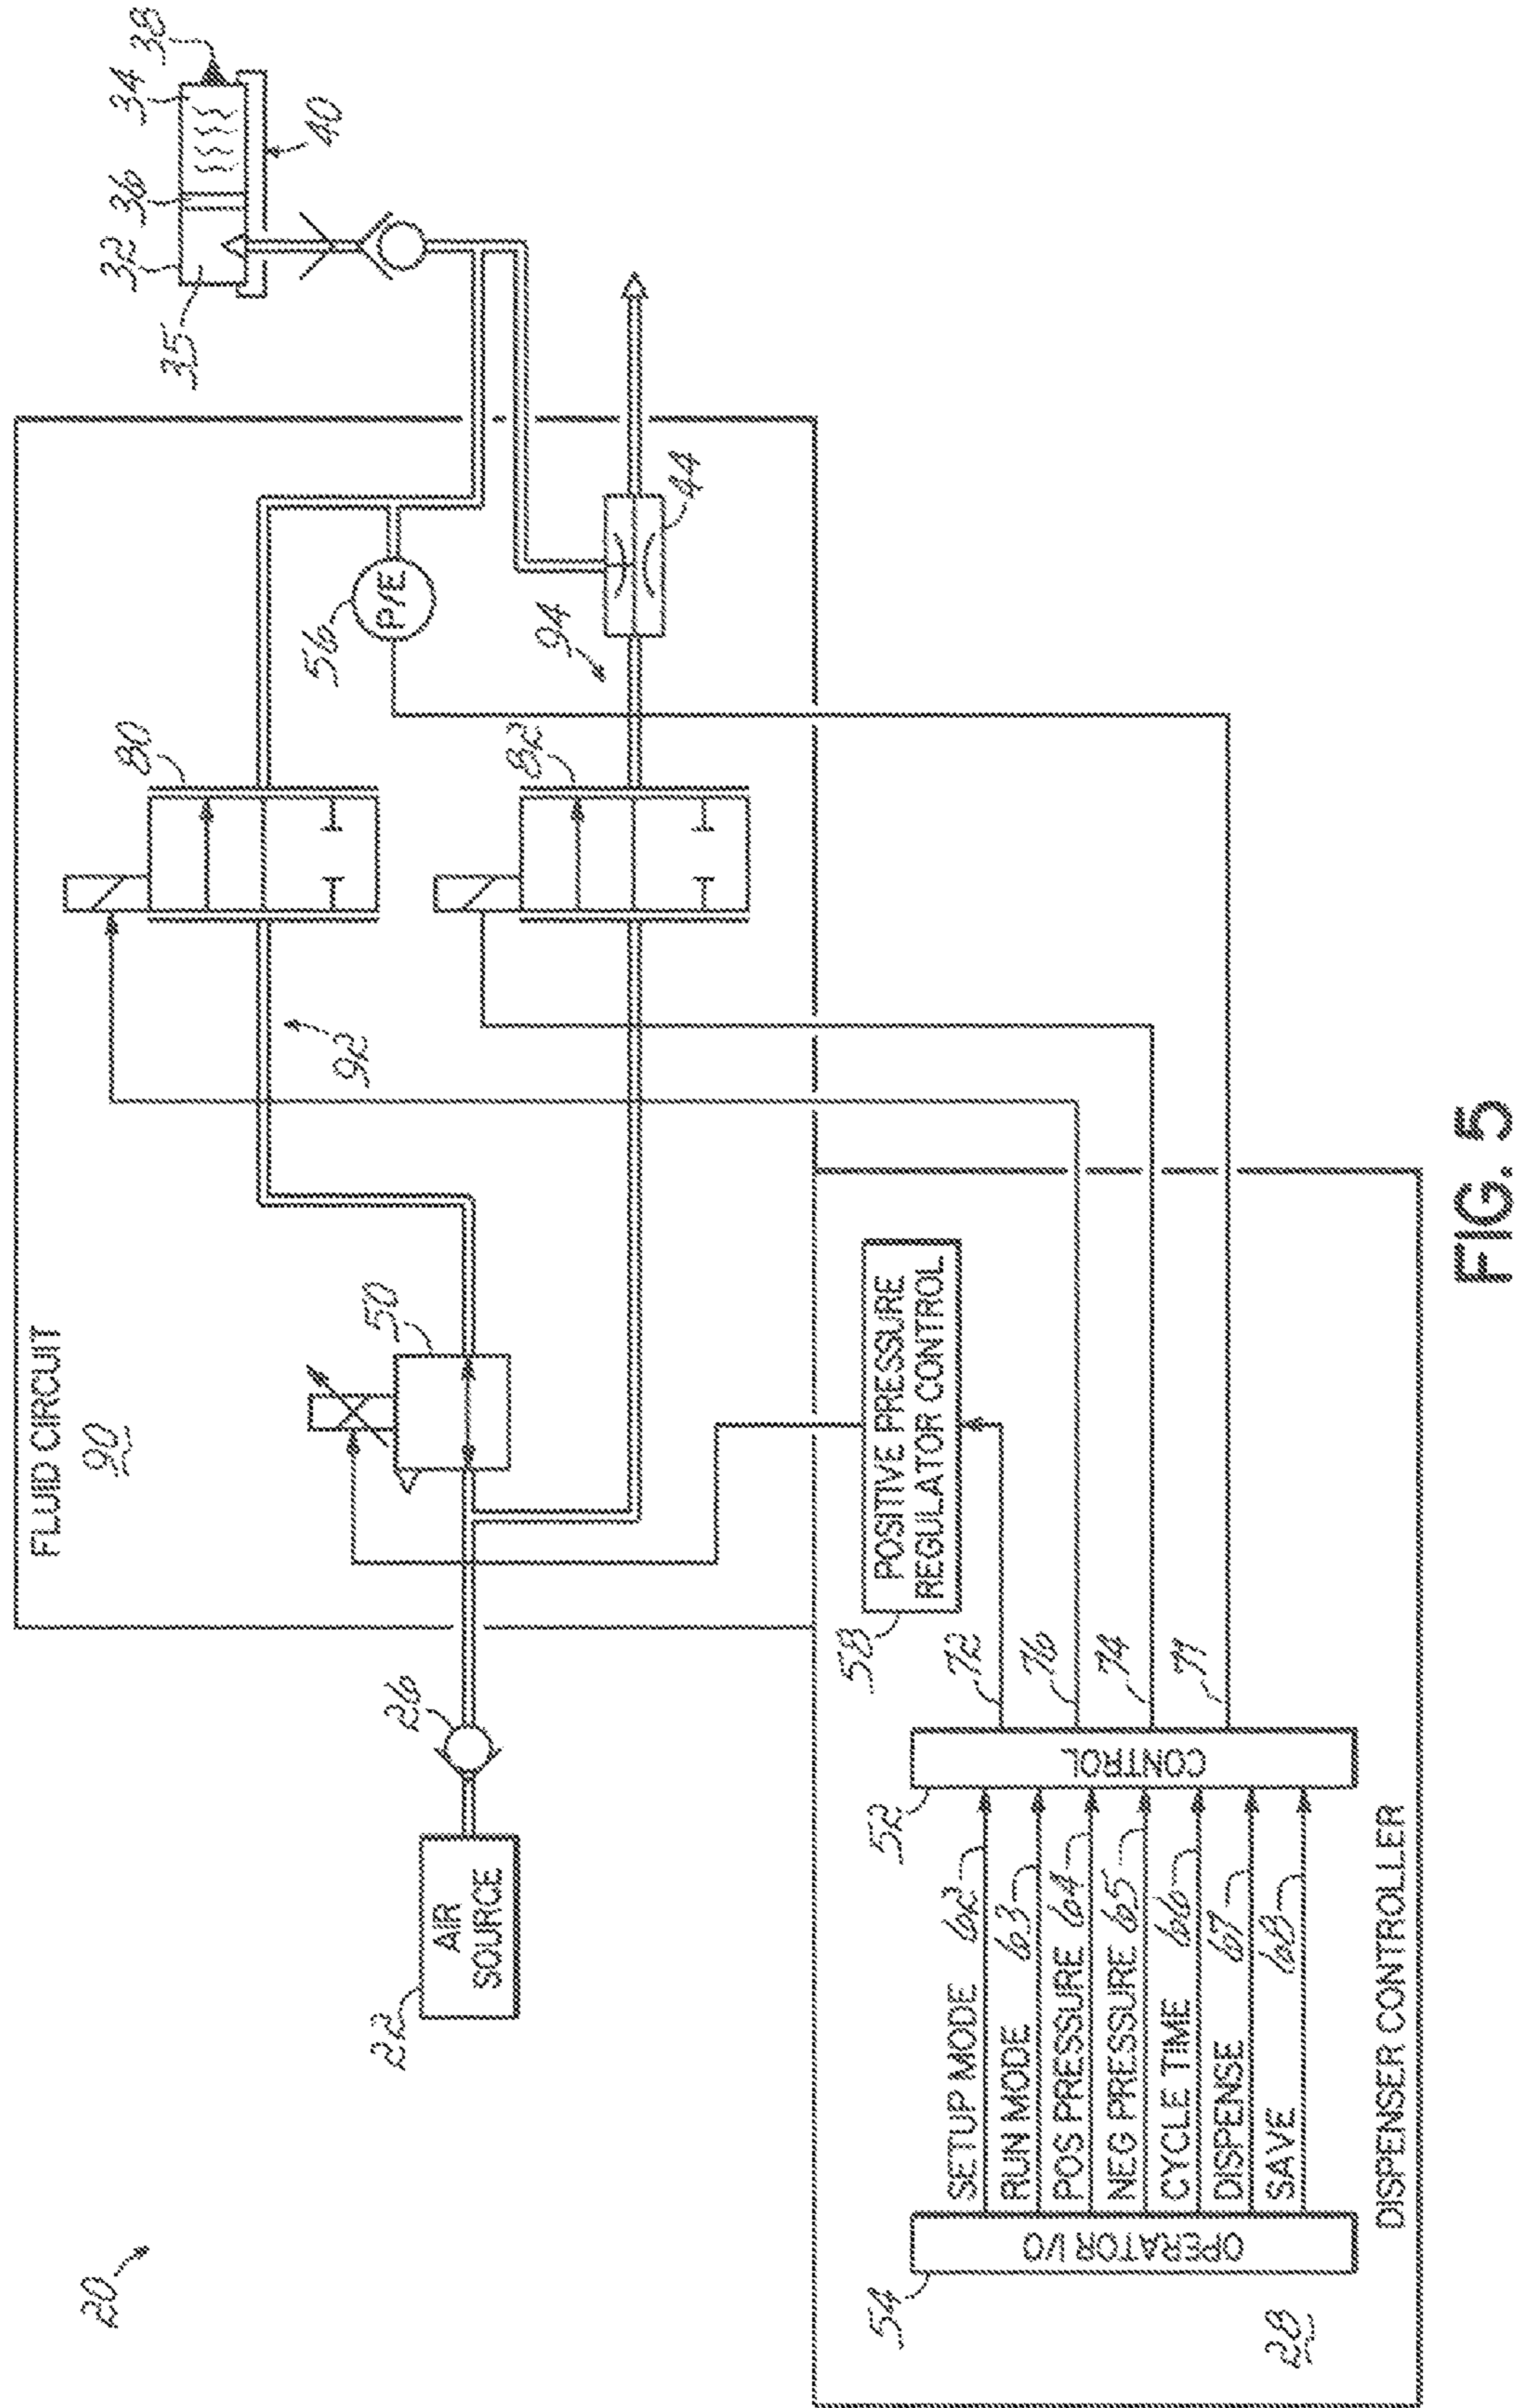 20
FLUID CIRCUIT
90
AIR
SOURCE
22
26
50
92
80
82
94
56
P/E
44
32
35
36
34
38
40
POSITIVE PRESSURE
REGULATOR CONTROL
58
72
76
74
71
CONTROL
52
SETUP MODE 62
RUN MODE 63
POS PRESSURE 64
NEG PRESSURE 65
CYCLE TIME 66
DISPENSE 67
SAVE 68
OPERATOR I/O
54
28
DISPENSER CONTROLLER
FIG. 5